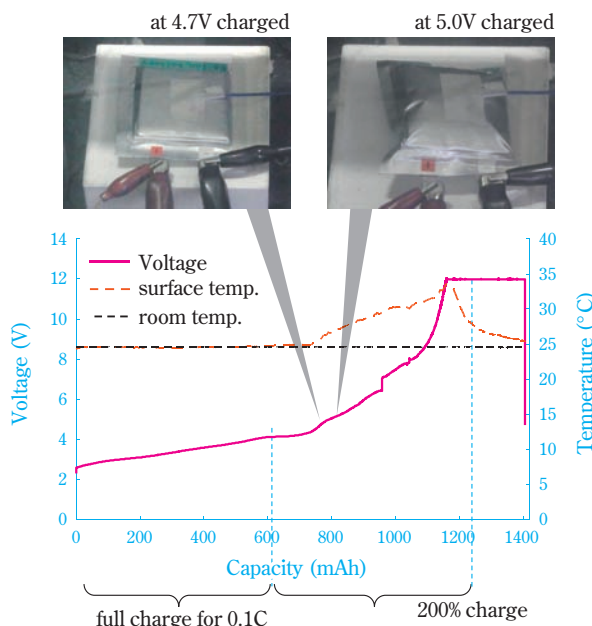 at 4.7V charged
at 5.0V charged
14
12
10
8
6
4
2
0
Voltage (V)
Voltage
surface temp.
room temp.
40
35
30
25
20
15
10
5
0
Temperature (°C)
0
200
400
600
800
1000
1200
1400
Capacity (mAh)
full charge for 0.1C
200% charge